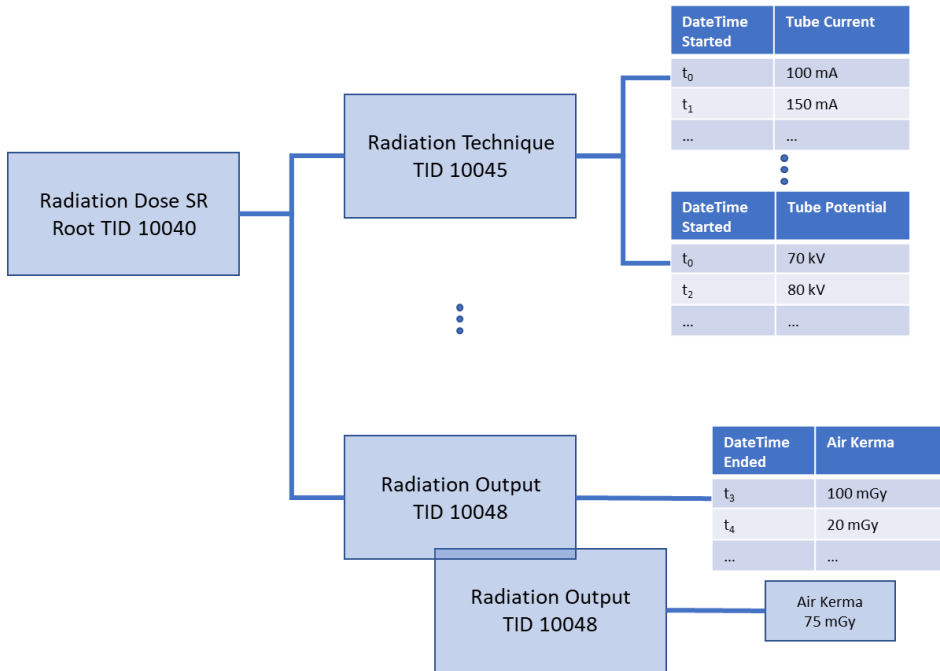 Radiation Dose SR
Root TID 10040
Radiation Technique
TID 10045
DateTime Started Tube Current
t₀ 100 mA
t₁ 150 mA
... ...
DateTime Started Tube Potential
t₀ 70 kV
t₂ 80 kV
... ...
Radiation Output
TID 10048
DateTime Ended Air Kerma
t₃ 100 mGy
t₄ 20 mGy
... ...
Radiation Output
TID 10048
Air Kerma
75 mGy